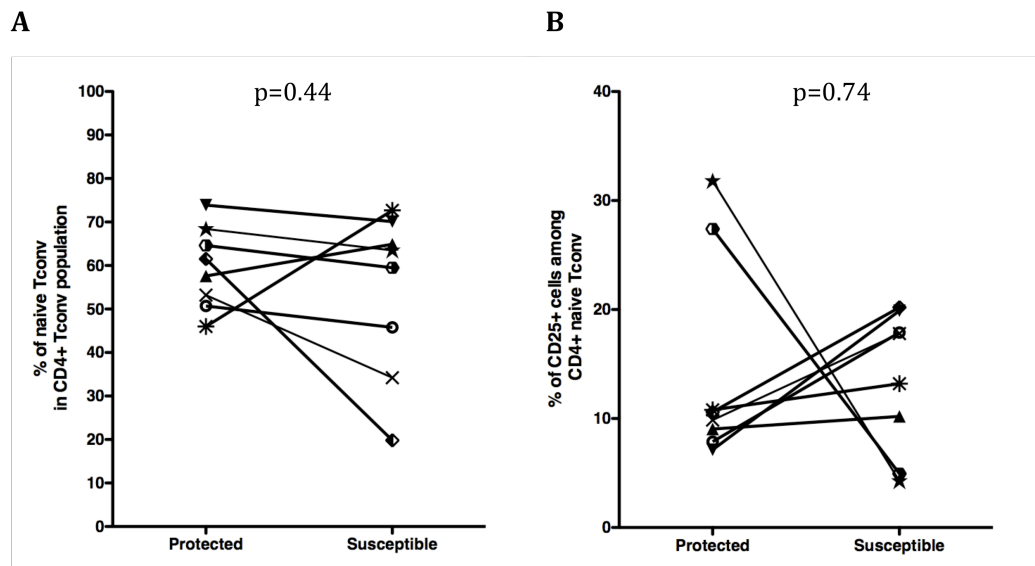 A
B
p=0.44
p=0.74
% of naive Tconv
in CD4+ Tconv population
100
90
80
70
60
50
40
30
20
10
0
Protected
Susceptible
% of CD25+ cells among
CD4+ naive Tconv
40
30
20
10
0
Protected
Susceptible